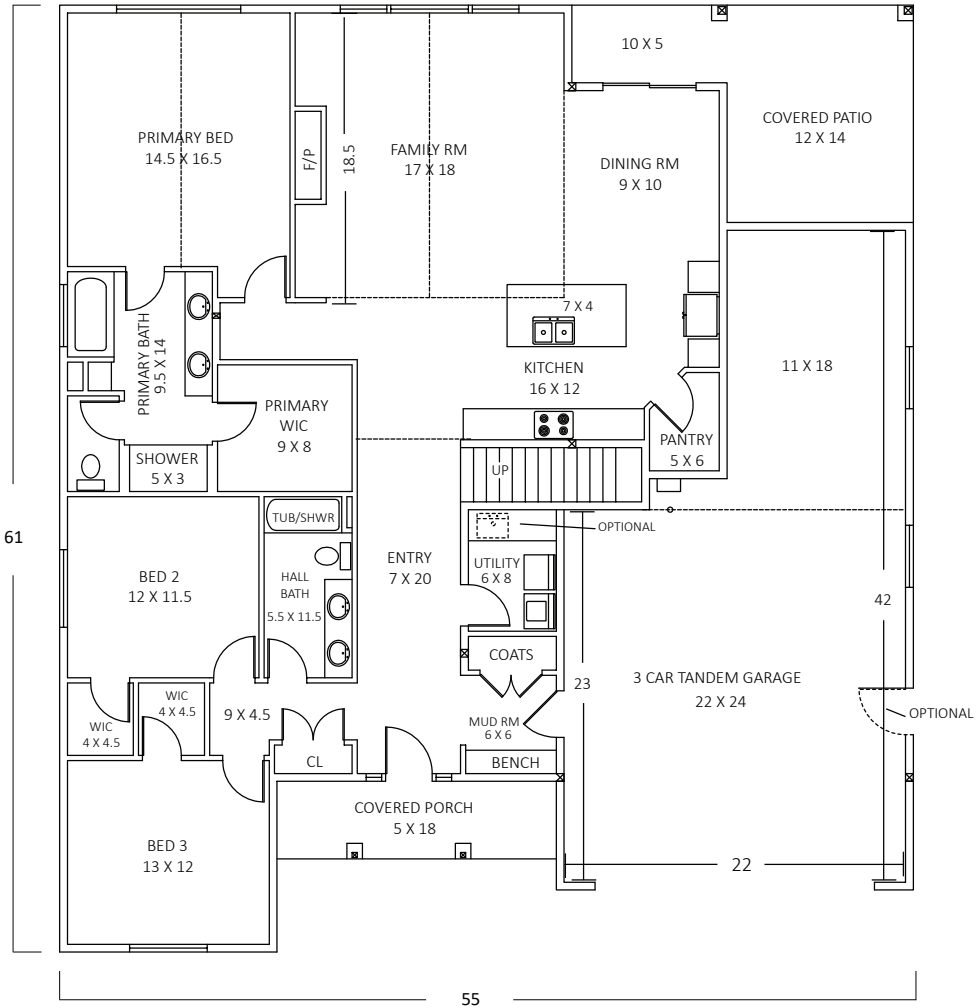 10 X 5
COVERED PATIO
12 X 14
PRIMARY BED
14.5 X 16.5
F/P
18.5
FAMILY RM
17 X 18
DINING RM
9 X 10
7 X 4
KITCHEN
16 X 12
11 X 18
PRIMARY BATH
9.5 X 14
PRIMARY
WIC
9 X 8
PANTRY
5 X 6
SHOWER
5 X 3
UP
TUB/SHWR
OPTIONAL
61
ENTRY
7 X 20
UTILITY
6 X 8
BED 2
12 X 11.5
HALL
BATH
5.5 X 11.5
42
COATS
23
3 CAR TANDEM GARAGE
22 X 24
WIC
4 X 4.5
WIC
4 X 4.5
9 X 4.5
MUD RM
6 X 6
OPTIONAL
CL
BENCH
COVERED PORCH
5 X 18
BED 3
13 X 12
22
55